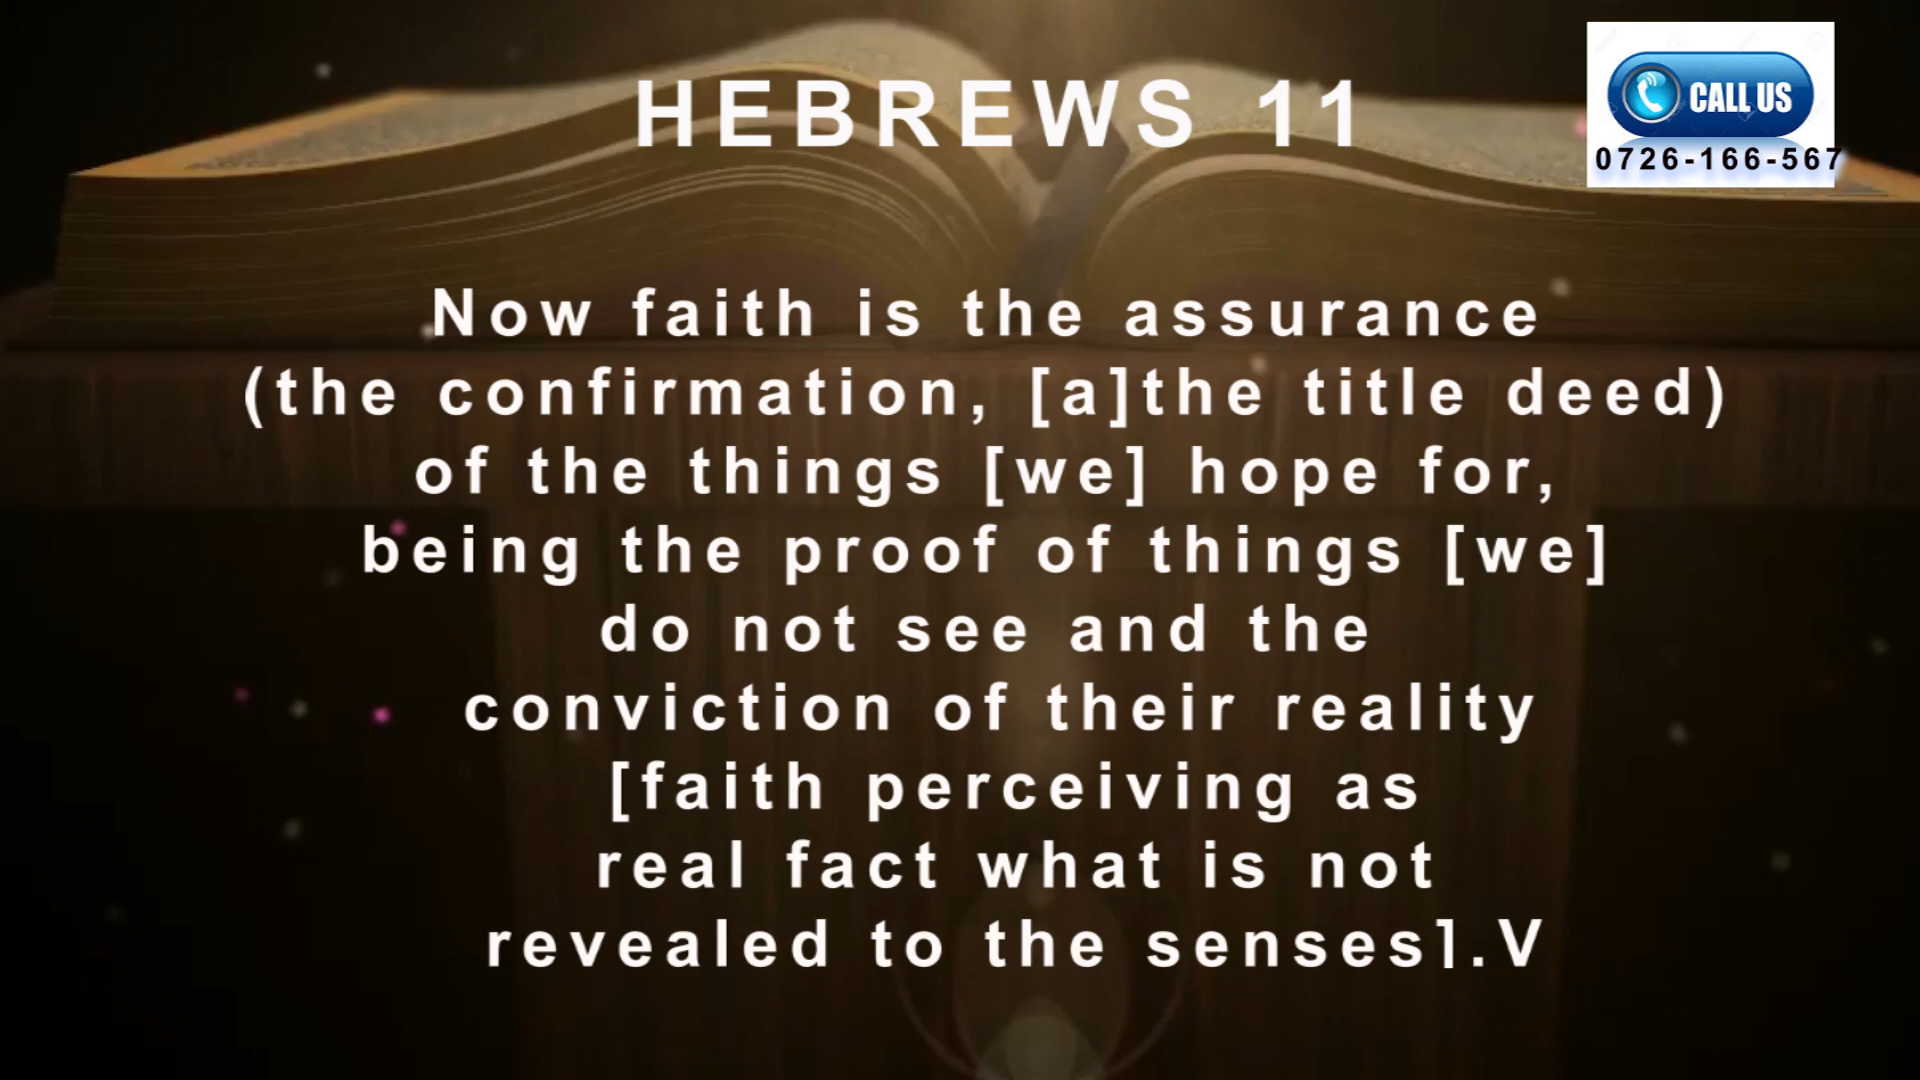 HEBREWS 11
CALL US
0726-166-567
Now faith is the assurance
(the confirmation, [a]the title deed)
of the things [we] hope for,
being the proof of things [we]
do not see and the
conviction of their reality
[faith perceiving as
real fact what is not
revealed to the senses].V